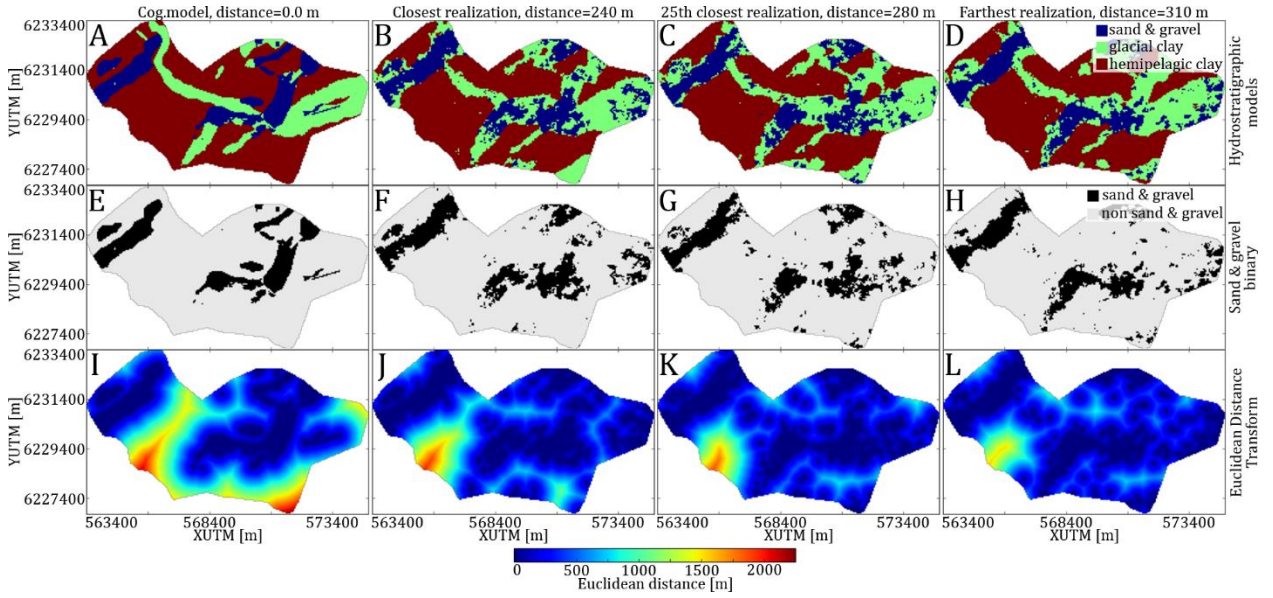 Cog.model, distance=0.0 m
Closest realization, distance=240 m
25th closest realization, distance=280 m
Farthest realization, distance=310 m
6233400
6231400
6229400
6227400
YUTM [m]
A
B
C
D
sand & gravel
glacial clay
hemipelagic clay
Hydrostratigraphic
models
6233400
6231400
6229400
6227400
YUTM [m]
E
F
G
H
sand & gravel
non sand & gravel
Sand & gravel
binary
6233400
6231400
6229400
6227400
YUTM [m]
I
J
K
L
Euclidean Distance
Transform
563400 568400 573400
568400 573400
568400 573400
568400 573400
XUTM [m]
XUTM [m]
XUTM [m]
XUTM [m]
0 500 1000 1500 2000
Euclidean distance [m]